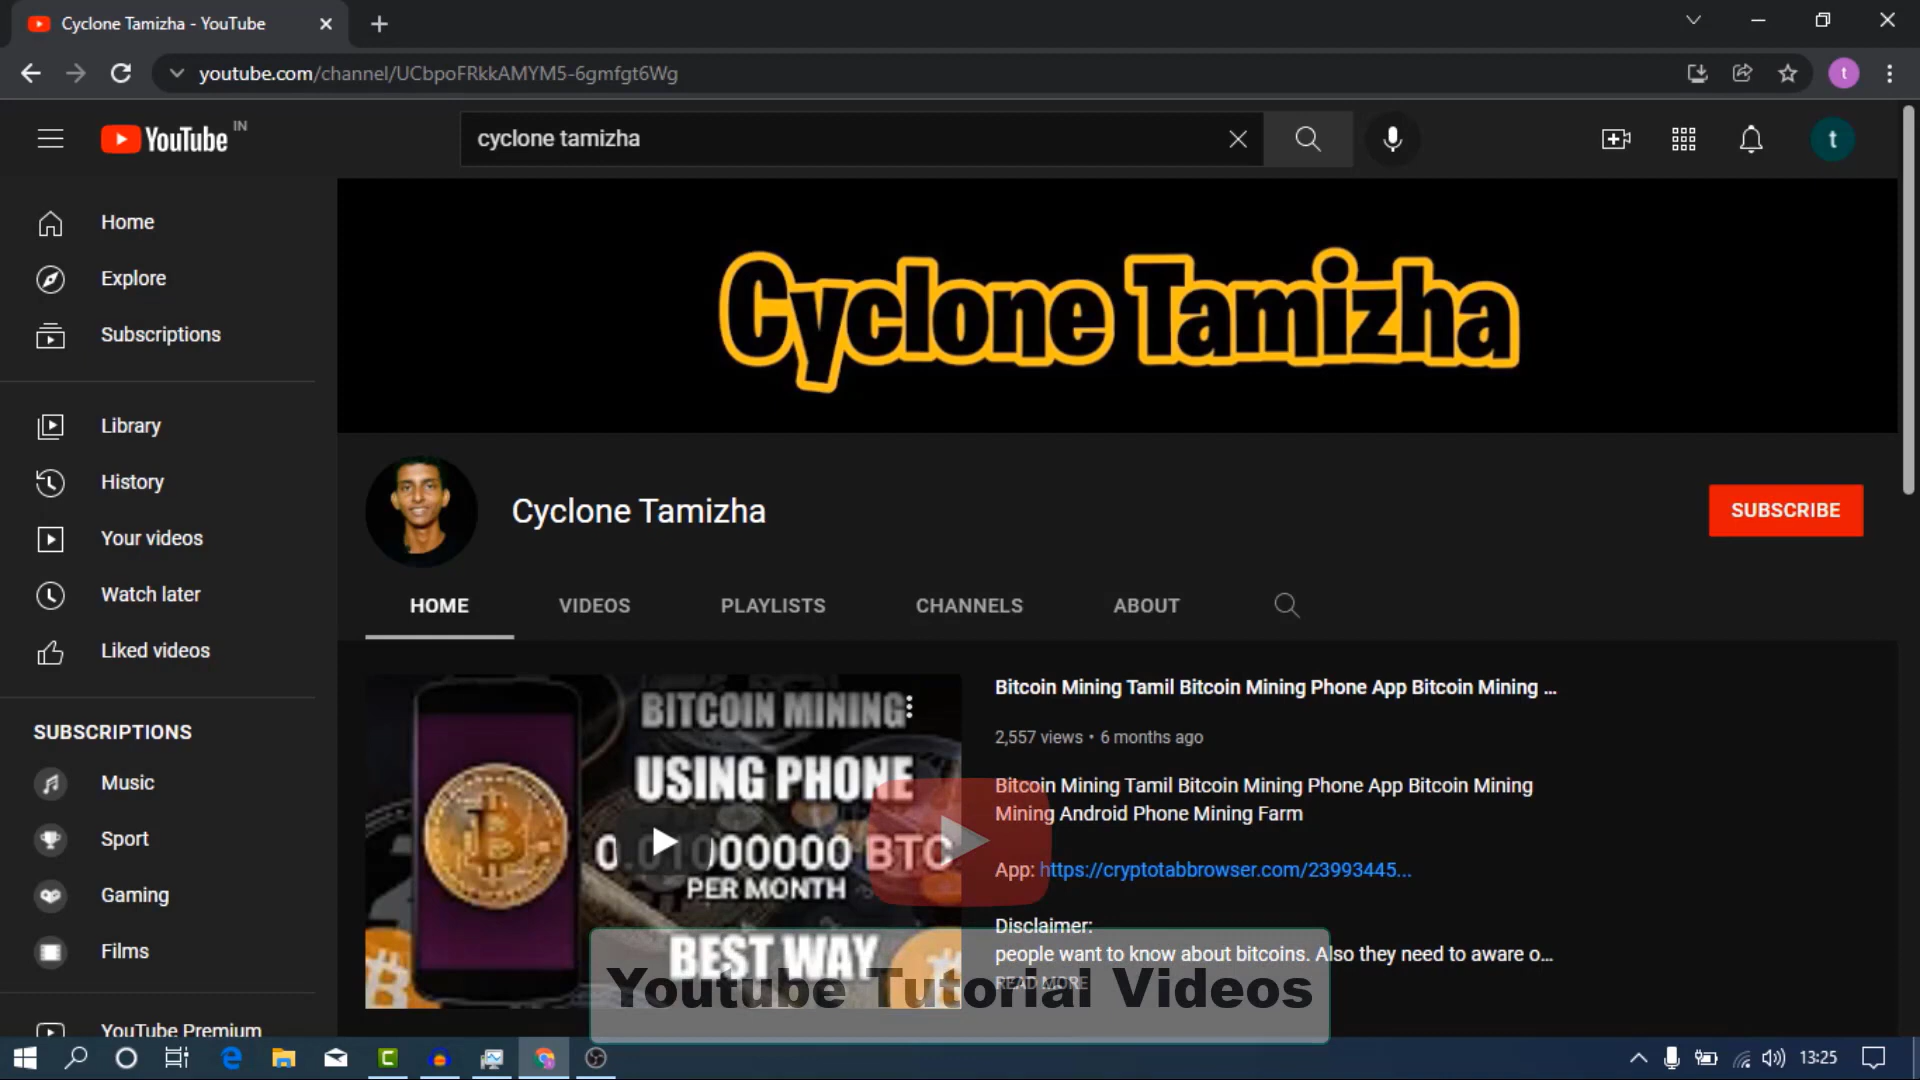 Cyclone Tamizha - YouTube
youtube.com/channel/UCbpoFRkkAMYM5-6gmfgt6Wg
t
YouTube IN
cyclone tamizha
t
Home
Explore
Subscriptions
Library
History
Your videos
Watch later
Liked videos
SUBSCRIPTIONS
Music
Sport
Gaming
Films
YouTube Premium
Cyclone Tamizha
Cyclone Tamizha
SUBSCRIBE
HOME VIDEOS PLAYLISTS CHANNELS ABOUT
BITCOIN MINING
USING PHONE
BTC
PER MONTH
BEST WAY
Bitcoin Mining Tamil Bitcoin Mining Phone App Bitcoin Mining ...
2,557 views • 6 months ago
Bitcoin Mining Tamil Bitcoin Mining Phone App Bitcoin Mining
Mining Android Phone Mining Farm
App: https://cryptotabbrowser.com/23993445...
Disclaimer:
people want to know about bitcoins. Also they need to aware o...
READ MORE
Youtube Tutorial Videos
13:25